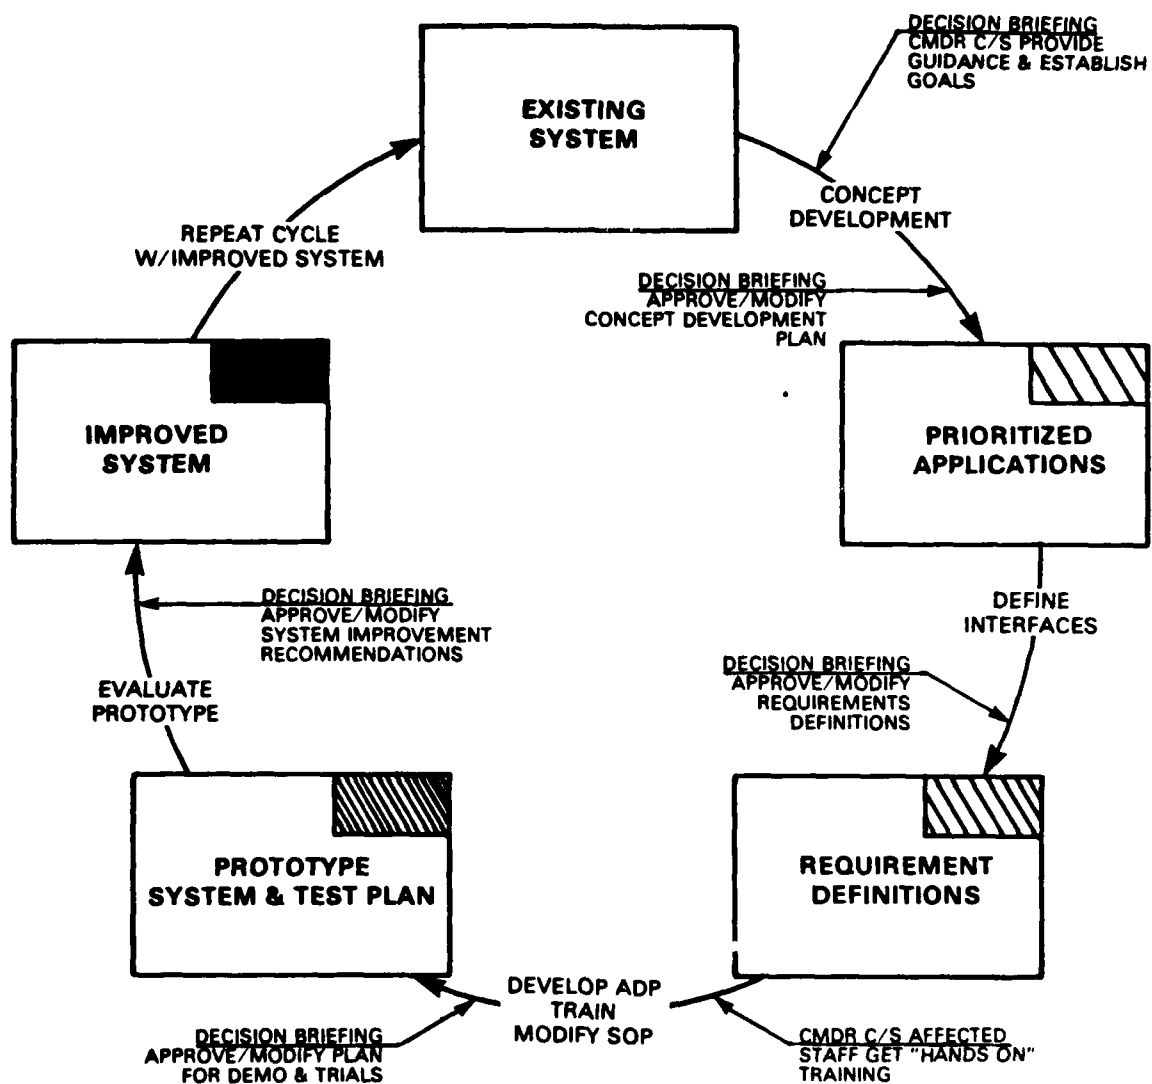 DECISION BRIEFING
CMDR C/S PROVIDE
GUIDANCE & ESTABLISH
GOALS
EXISTING
SYSTEM
CONCEPT
DEVELOPMENT
REPEAT CYCLE
W/IMPROVED SYSTEM
DECISION BRIEFING
APPROVE/MODIFY
CONCEPT DEVELOPMENT
PLAN
IMPROVED
SYSTEM
PRIORITIZED
APPLICATIONS
DECISION BRIEFING
APPROVE/MODIFY
SYSTEM IMPROVEMENT
RECOMMENDATIONS
DEFINE
INTERFACES
DECISION BRIEFING
APPROVE/MODIFY
REQUIREMENTS
DEFINITIONS
EVALUATE
PROTOTYPE
PROTOTYPE
SYSTEM & TEST PLAN
REQUIREMENT
DEFINITIONS
DEVELOP ADP
TRAIN
MODIFY SOP
DECISION BRIEFING
APPROVE/MODIFY PLAN
FOR DEMO & TRIALS
CMDR C/S AFFECTED
STAFF GET "HANDS ON"
TRAINING